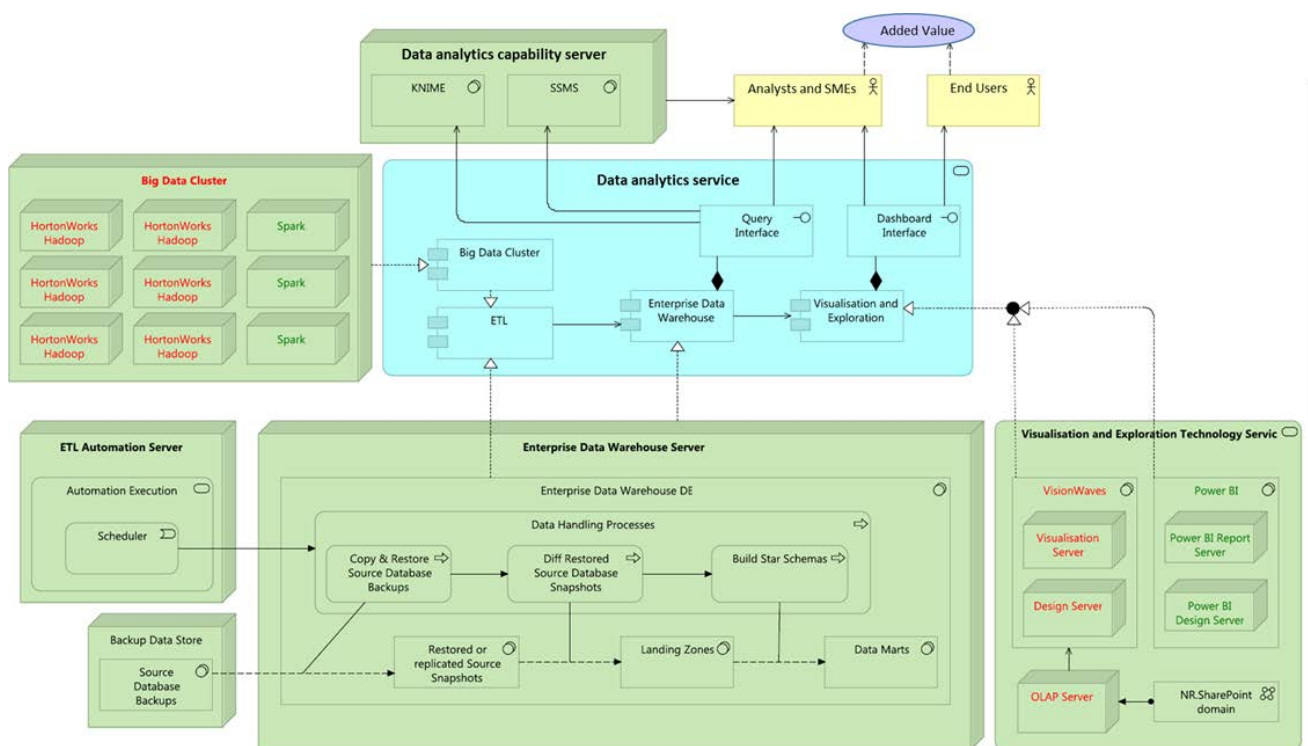 Added Value
Data analytics capability server
KNIME
SSMS
Analysts and SMEs
End Users
Big Data Cluster
HortonWorks
Hadoop
HortonWorks
Hadoop
Spark
HortonWorks
Hadoop
HortonWorks
Hadoop
Spark
HortonWorks
Hadoop
HortonWorks
Hadoop
Spark
Data analytics service
Query
Interface
Dashboard
Interface
Big Data Cluster
ETL
Enterprise Data
Warehouse
Visualisation and
Exploration
ETL Automation Server
Automation Execution
Scheduler
Backup Data Store
Source
Database
Backups
Enterprise Data Warehouse Server
Enterprise Data Warehouse DE
Data Handling Processes
Copy & Restore
Source Database
Backups
Diff Restored
Source Database
Snapshots
Build Star Schemas
Restored or
replicated Source
Snapshots
Landing Zones
Data Marts
Visualisation and Exploration Technology Servic
VisionWaves
Visualisation
Server
Design Server
Power BI
Power BI Report
Server
Power BI
Design Server
OLAP Server
NR.SharePoint
domain